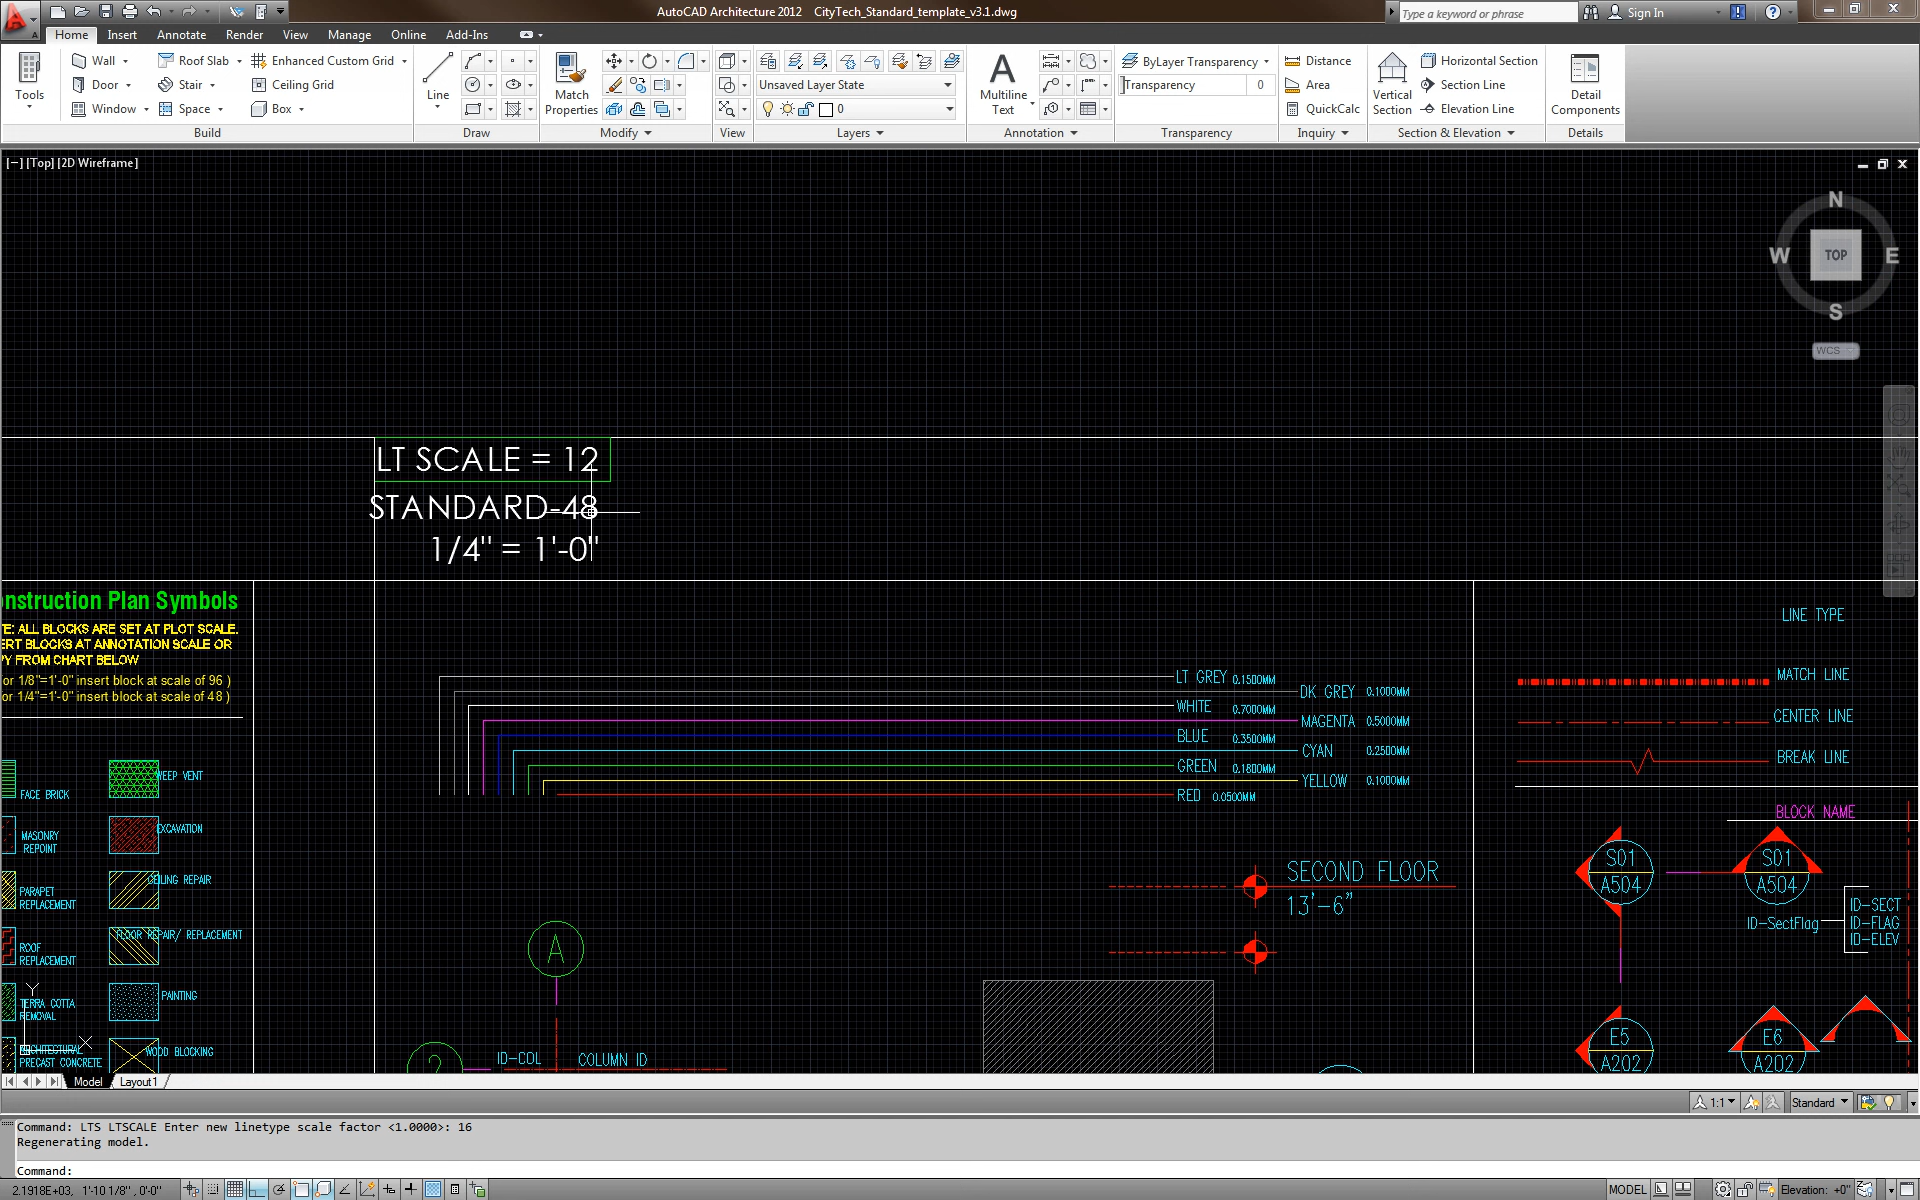 AutoCAD Architecture 2012 CityTech_Standard_template_v3.1.dwg
Type a keyword or phrase
Sign In
Home Insert Annotate Render View Manage Online Add-Ins
Tools
Wall
Door
Window
Roof Slab
Stair
Space
Enhanced Custom Grid
Ceiling Grid
Box
Build
Line
Draw
Match
Properties
Modify
View
Unsaved Layer State
0
Layers
Multiline
Text
Annotation
ByLayer Transparency
Transparency 0
Transparency
Distance
Area
QuickCalc
Inquiry
Vertical
Section
Horizontal Section
Section Line
Elevation Line
Section & Elevation
Detail
Components
Details
[−] [Top] [2D Wireframe]
N
W TOP E
S
WCS
LT SCALE = 12
STANDARD-48
1/4" = 1'-0"
nstruction Plan Symbols
E: ALL BLOCKS ARE SET AT PLOT SCALE.
ERT BLOCKS AT ANNOTATION SCALE OR
Y FROM CHART BELOW
or 1/8"=1'-0" insert block at scale of 96 )
or 1/4"=1'-0" insert block at scale of 48 )
FACE BRICK
WEEP VENT
MASONRY
REPOINT
EXCAVATION
PARAPET
REPLACEMENT
CEILING REPAIR
ROOF
REPLACEMENT
FLOOR REPAIR/ REPLACEMENT
TERRA COTTA
REMOVAL
PAINTING
ARCHITECTURAL
PRECAST CONCRETE
WOOD BLOCKING
Y
X
LT GREY 0.1500MM
DK GREY 0.1000MM
WHITE 0.7000MM
MAGENTA 0.5000MM
BLUE 0.3500MM
CYAN 0.2500MM
GREEN 0.1800MM
YELLOW 0.1000MM
RED 0.0500MM
SECOND FLOOR
13'-6"
A
2
ID-COL COLUMN ID
LINE TYPE
MATCH LINE
CENTER LINE
BREAK LINE
BLOCK NAME
S01
A504
S01
A504
ID-SectFlag
ID-SECT
ID-FLAG
ID-ELEV
E5
A202
E6
A202
Model Layout1
1:1
Standard
Command: LTS LTSCALE Enter new linetype scale factor <1.0000>: 16
Regenerating model.
Command:
2.1918E+03, 1'-10 1/8", 0'-0"
MODEL
Elevation: +0"